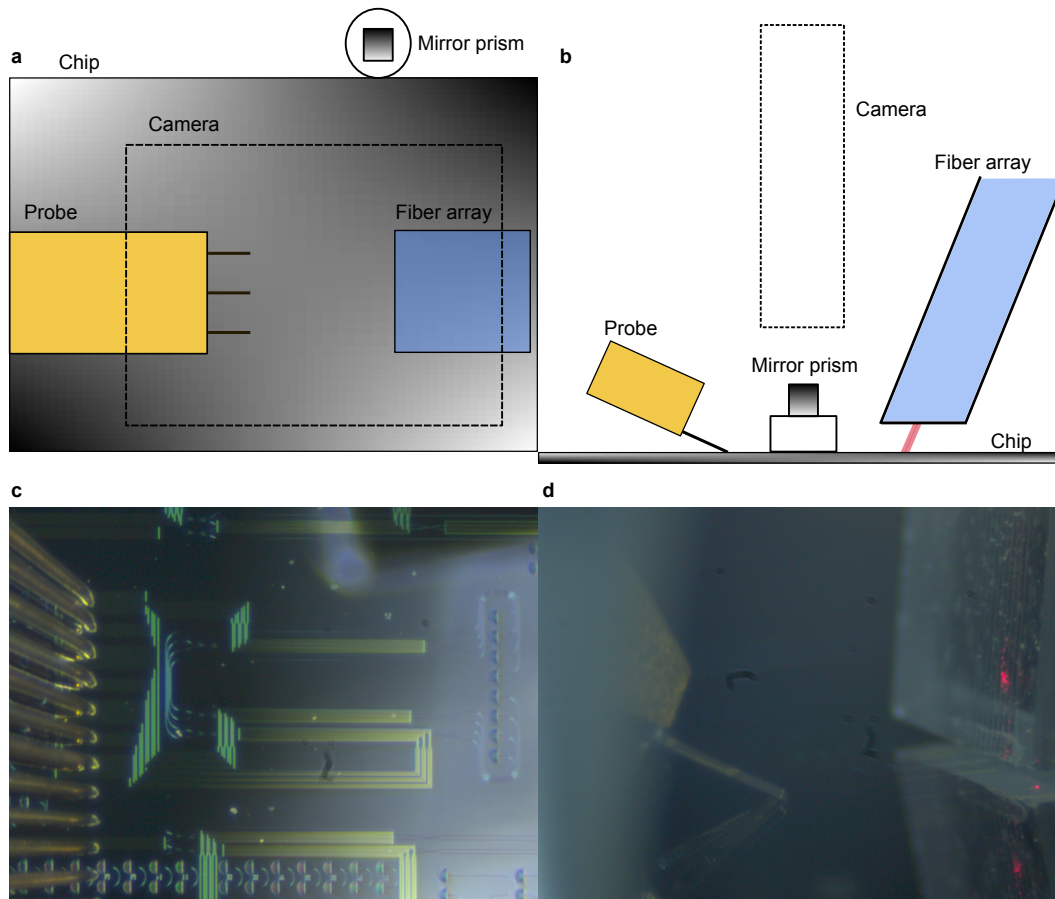 a
Mirror prism
Chip
Camera
Probe
Fiber array
b
Camera
Fiber array
Probe
Mirror prism
Chip
c
d